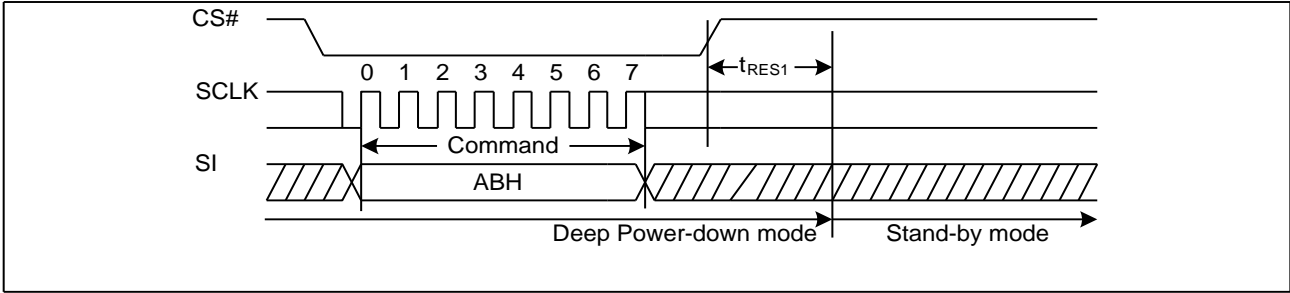 CS#
tRES1
0 1 2 3 4 5 6 7
SCLK
Command
SI
ABH
Deep Power-down mode Stand-by mode